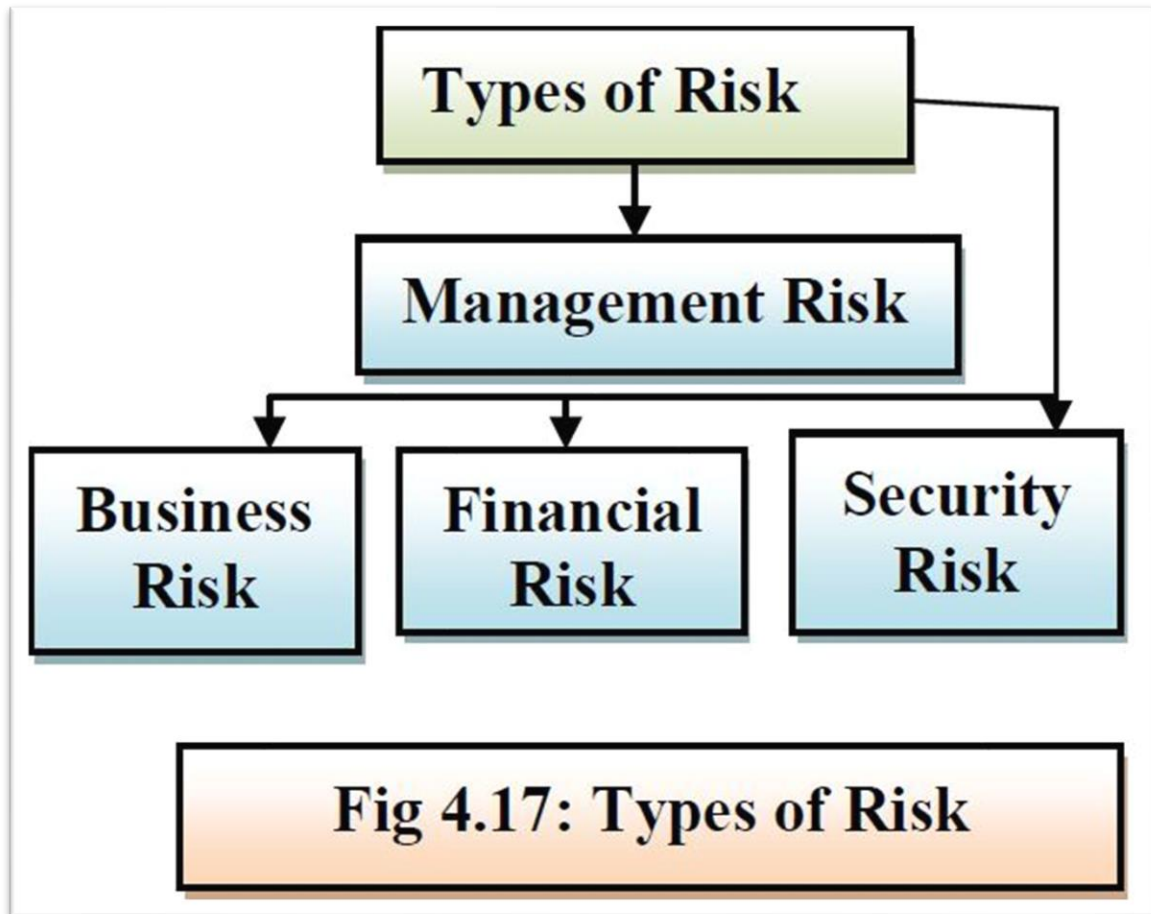 Types of Risk
Management Risk
Business
Risk
Financial
Risk
Security
Risk
Fig 4.17: Types of Risk